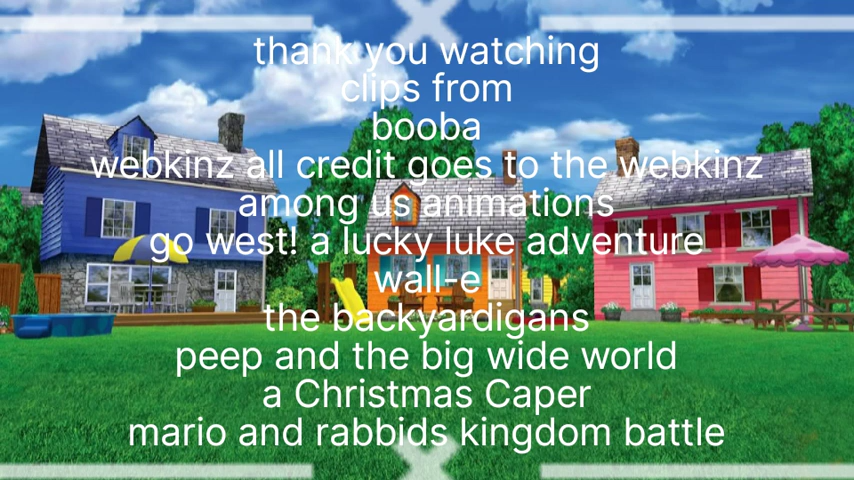 thank you watching
clips from
booba
webkinz all credit goes to the webkinz
among us animations
go west! a lucky luke adventure
wall-e
the backyardigans
peep and the big wide world
a Christmas Caper
mario and rabbids kingdom battle